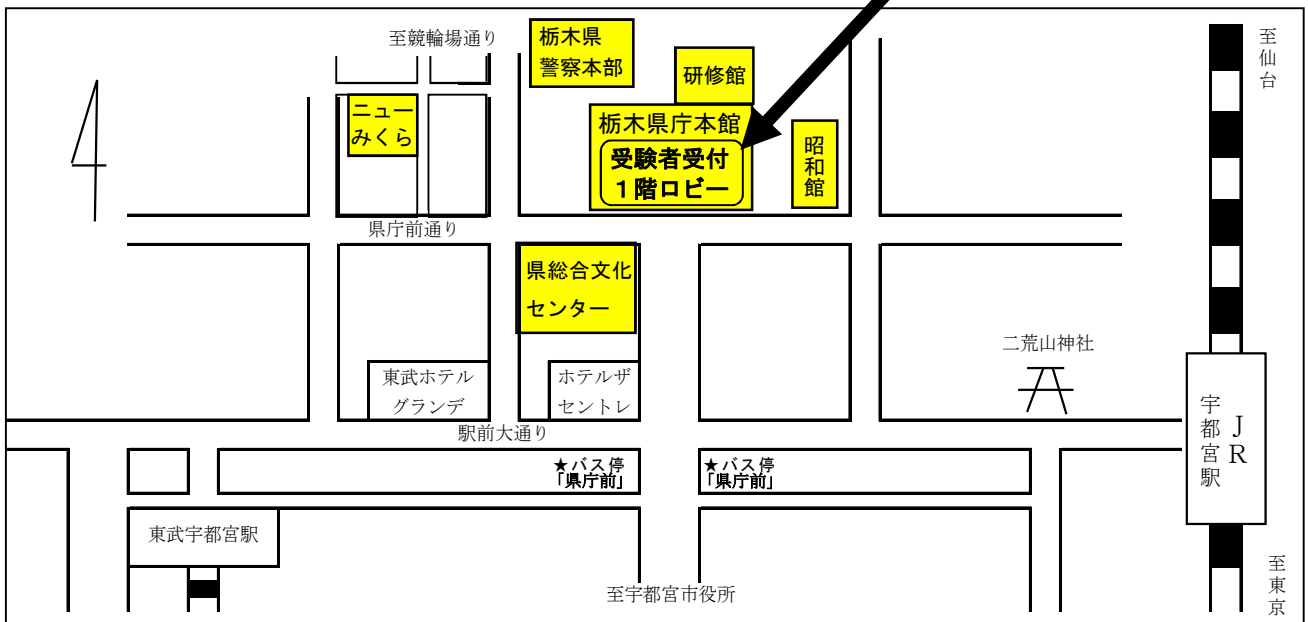 至競輪場通り
栃木県
警察本部
研修館
至仙台
ニュー
みくら
栃木県庁本館
受験者受付
1階ロビー
昭和館
県庁前通り
県総合文化
センター
二荒山神社
東武ホテル
グランデ
ホテルザ
セントレ
駅前大通り
JR
宇都宮駅
★バス停
「県庁前」
★バス停
「県庁前」
東武宇都宮駅
至宇都宮市役所
至東京